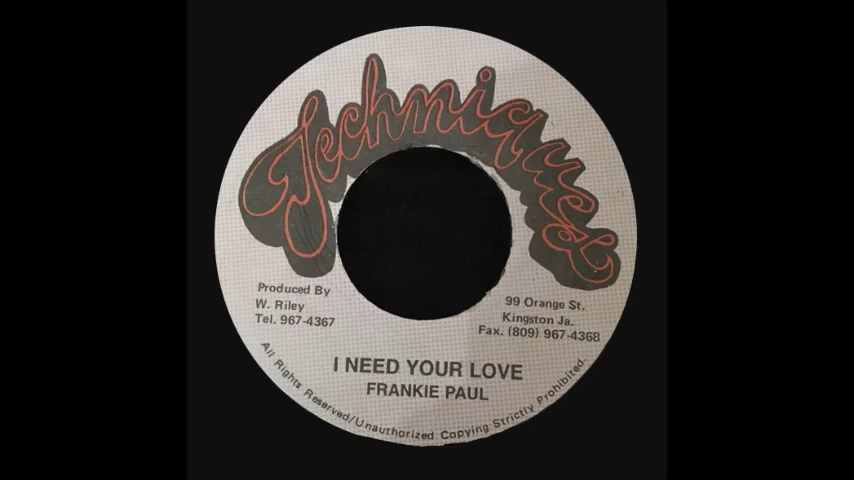 Techniques
Produced By
W. Riley
Tel. 967-4367
99 Orange St.
Kingston Ja.
Fax. (809) 967-4368
I NEED YOUR LOVE
FRANKIE PAUL
All Rights Reserved/Unauthorized Copying Strictly Prohibited.